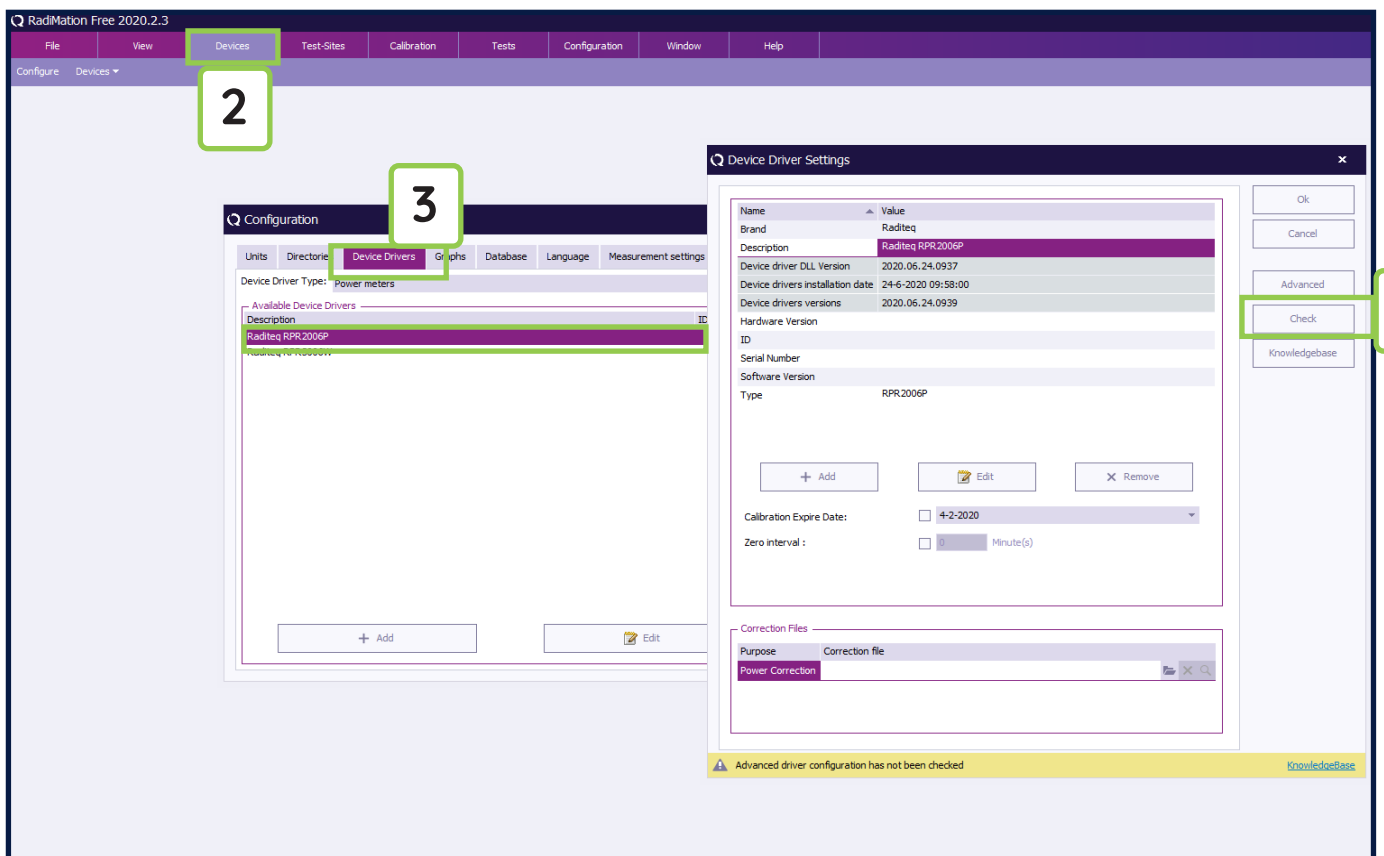 RadiMation Free 2020.2.3
File View Devices Test-Sites Calibration Tests Configuration Window Help
Configure Devices
2
3
Configuration
Units Directories Device Drivers Graphs Database Language Measurement settings
Device Driver Type: Power meters
Available Device Drivers
Description ID
Raditeq RPR2006P
+ Add Edit
Device Driver Settings ×
Name Value
Brand Raditeq
Description Raditeq RPR2006P
Device driver DLL Version 2020.06.24.0937
Device drivers installation date 24-6-2020 09:58:00
Device drivers versions 2020.06.24.0939
Hardware Version
ID
Serial Number
Software Version
Type RPR2006P
+ Add Edit X Remove
Calibration Expire Date: 4-2-2020
Zero interval : 0 Minute(s)
Correction Files
Purpose Correction file
Power Correction
Ok
Cancel
Advanced
Check
Knowledgebase
Advanced driver configuration has not been checked KnowledgeBase